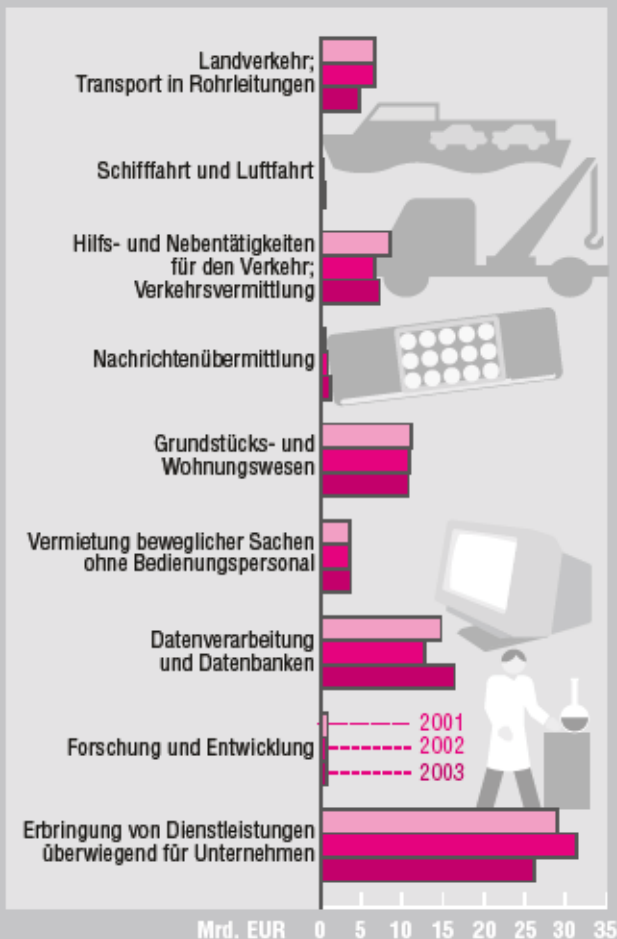 Landverkehr;
Transport in Rohrleitungen
Schifffahrt und Luftfahrt
Hilfs- und Nebentätigkeiten
für den Verkehr;
Verkehrsvermittlung
Nachrichtenübermittlung
Grundstücks- und
Wohnungswesen
Vermietung beweglicher Sachen
ohne Bedienungspersonal
Datenverarbeitung
und Datenbanken
2001
Forschung und Entwicklung
2002
2003
Erbringung von Dienstleistungen
überwiegend für Unternehmen
Mrd. EUR 0 5 10 15 20 25 30 35